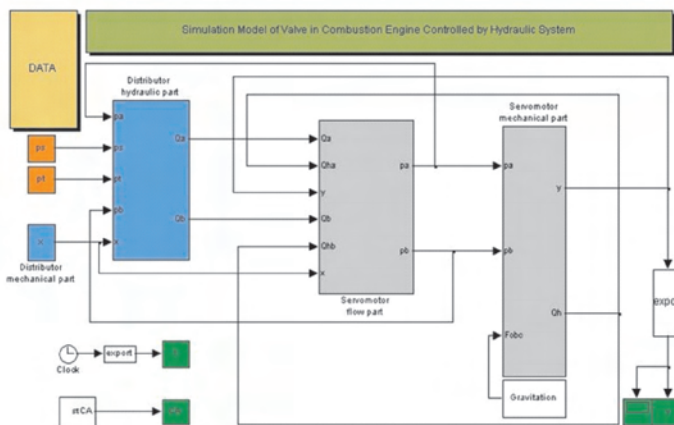 Simulation Model of Valve in Combustion Engine Controlled by Hydraulic System
DATA
Distributor
hydraulic part
pa
ps
pt
pb
x
Qa
Qb
ps
pt
x
Distributor
mechanical part
Qa
Qha
y
Qb
Qhb
x
pa
pb
Servomotor
flow part
Servomotor
mechanical part
pa
pb
y
Qh
Gravitation
Clock
export
stCA